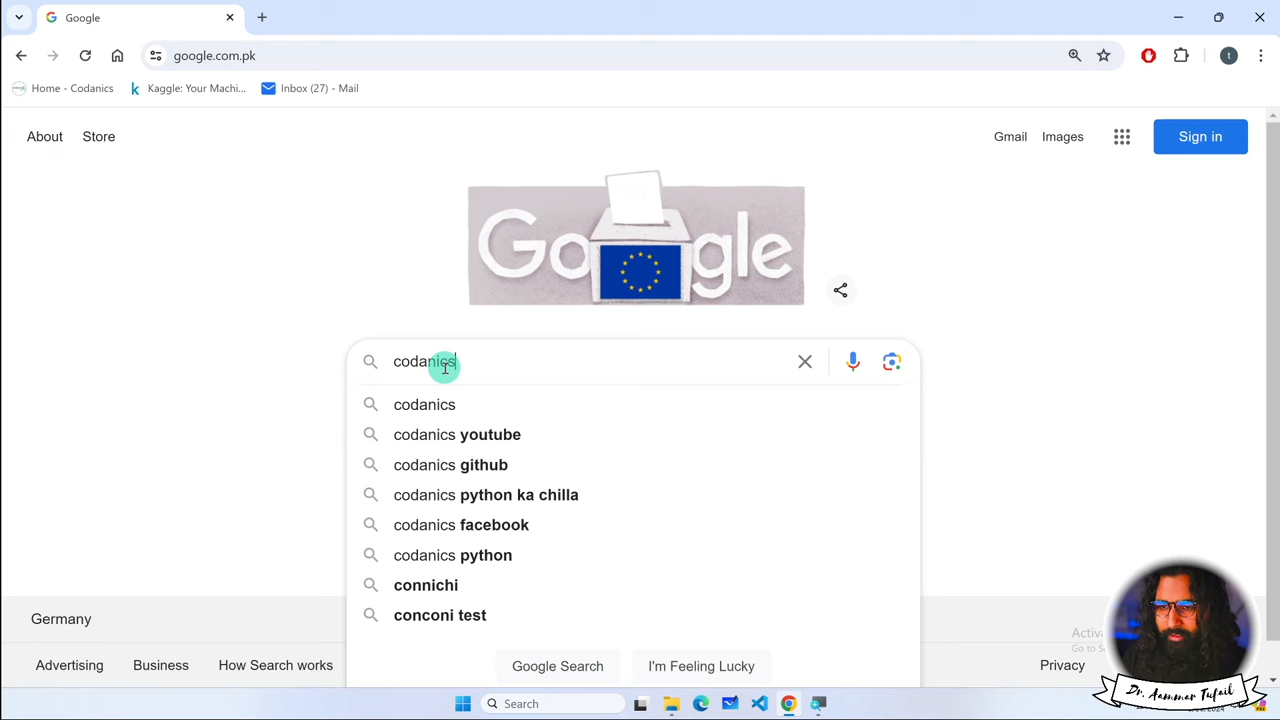 Google
google.com.pk
Home - Codanics
Kaggle: Your Machi...
Inbox (27) - Mail
t
About
Store
Gmail
Images
Sign in
Google
codanics
codanics
codanics youtube
codanics github
codanics python ka chilla
codanics facebook
codanics python
connichi
conconi test
Google Search
I'm Feeling Lucky
Germany
Advertising
Business
How Search works
Privacy
Search
Dr. Aammar Tufail